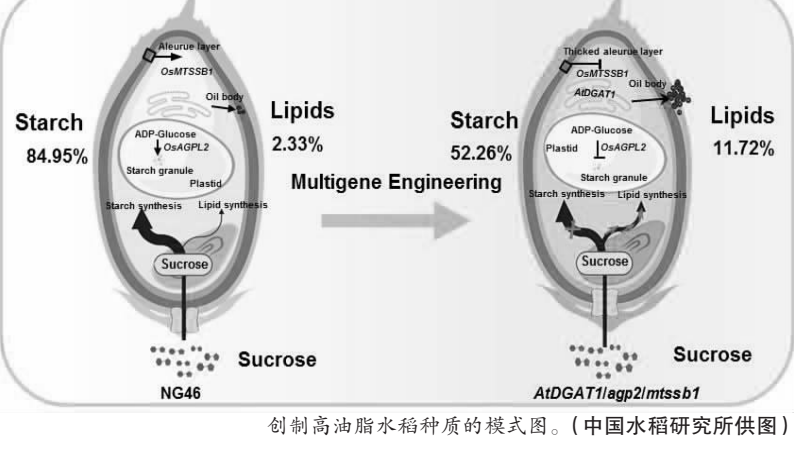 Aleurue layer
OsMTSSB1
Oil body
Starch
84.95%
Lipids
2.33%
ADP-Glucose
OsAGPL2
Starch granule
Plastid
Starch synthesis
Lipid synthesis
Sucrose
Sucrose
NG46
Multigene Engineering
Thicked aleurue layer
OsMTSSB1
AtDGAT1
Oil body
Starch
52.26%
Lipids
11.72%
ADP-Glucose
OsAGPL2
Plastid
Starch granule
Starch synthesis
Lipid synthesis
Sucrose
Sucrose
AtDGAT1/agp2/mtssb1
创制高油脂水稻种质的模式图。(中国水稻研究所供图)